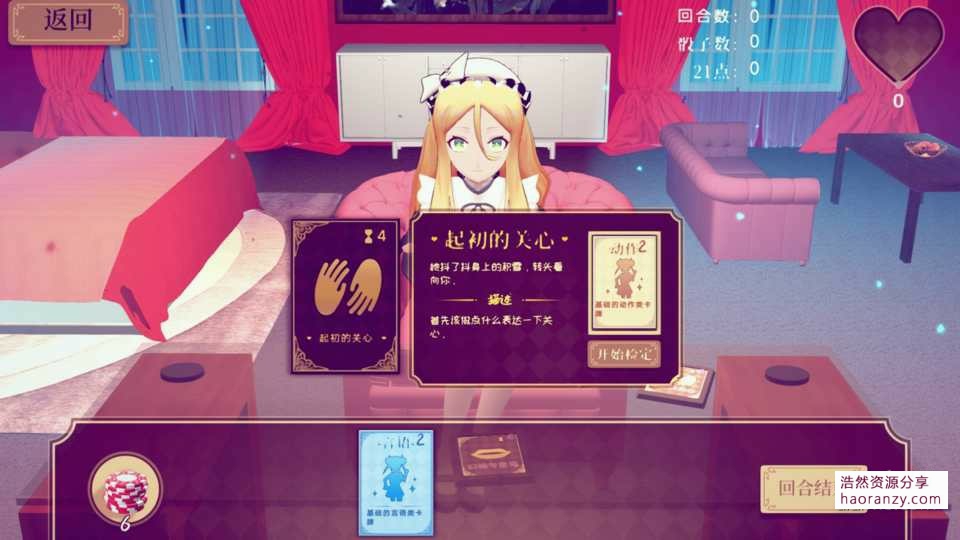 返回
回合数: 0
骰子数: 0
21点: 0
0
4
起初的关心
起初的关心
她抖了抖身上的积雪，转头看
向你。
描述
首先该做点什么表达一下关
心。
动作2
基础的动作类卡
牌
开始检定
6
言语2
基础的言语类卡
牌
回合结
浩然资源分享
haoranzy.com